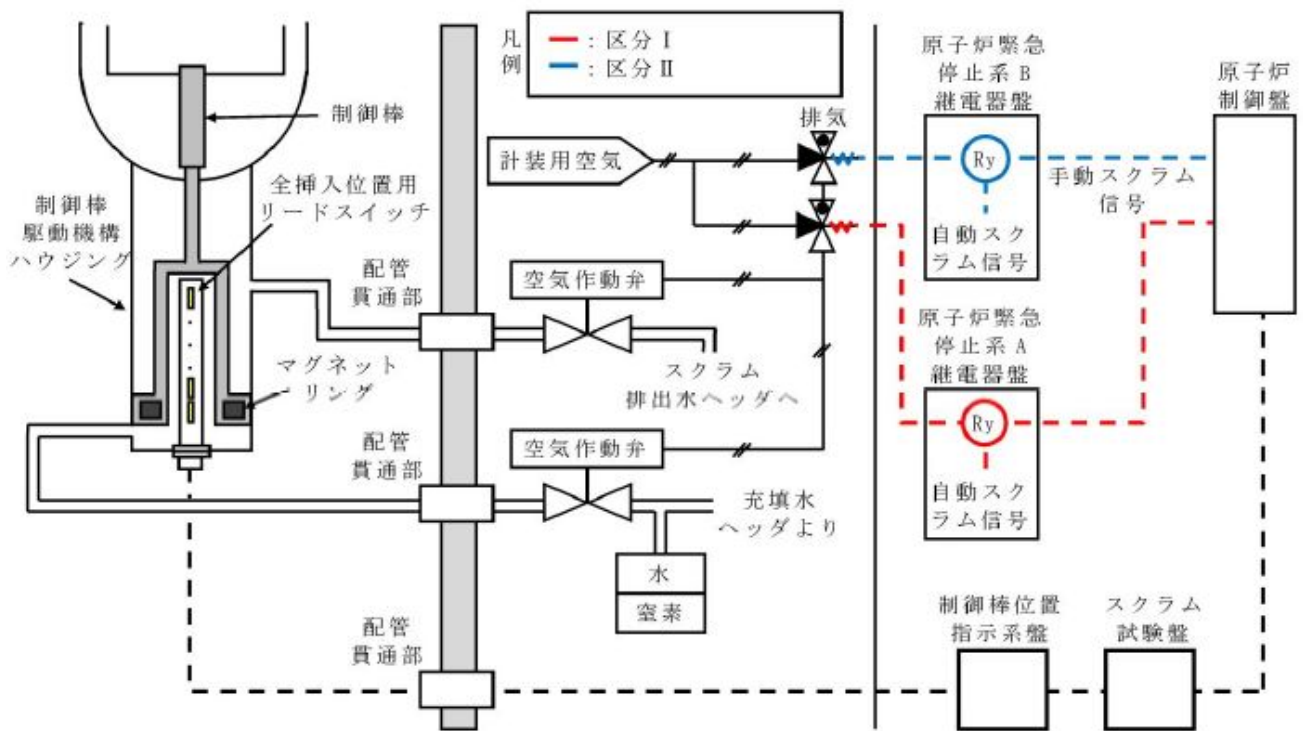 凡
例
: 区分Ⅰ
: 区分Ⅱ
原子炉緊急
停止系B
継電器盤
原子炉
制御盤
制御棒
排気
計装用空気
Ry
手動スクラム
信号
全挿入位置用
リードスイッチ
制御棒
駆動機構
ハウジング
自動スク
ラム信号
配管
貫通部
空気作動弁
原子炉緊急
停止系A
継電器盤
マグネット
リング
スクラム
排出水ヘッダへ
Ry
配管
貫通部
空気作動弁
自動スク
ラム信号
充填水
ヘッダより
水
窒素
配管
貫通部
制御棒位置
指示系盤
スクラム
試験盤